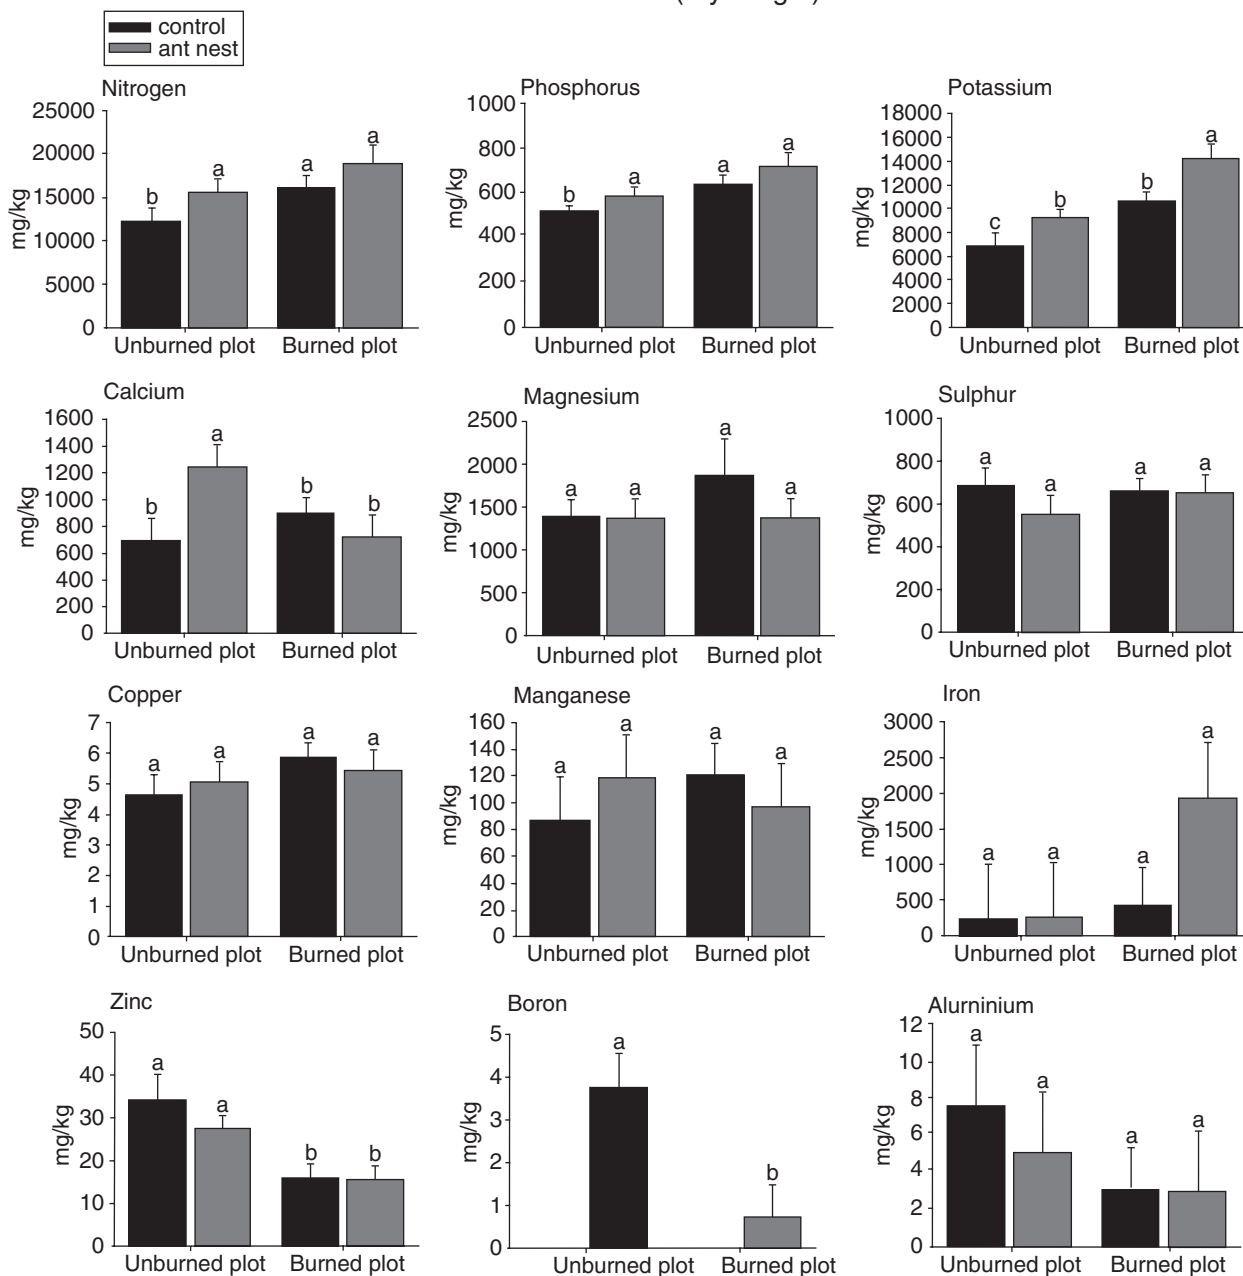 control
ant nest
Nitrogen
25000
20000
15000
10000
5000
0
mg/kg
b
a
a
a
Unburned plot
Burned plot
Phosphorus
1000
800
600
400
200
0
mg/kg
b
a
a
a
Unburned plot
Burned plot
Potassium
18000
16000
14000
12000
10000
8000
6000
4000
2000
0
mg/kg
c
b
b
a
Unburned plot
Burned plot
Calcium
1600
1400
1200
1000
800
600
400
200
0
mg/kg
b
a
b
b
Unburned plot
Burned plot
Magnesium
2500
2000
1500
1000
500
0
mg/kg
a
a
a
a
Unburned plot
Burned plot
Sulphur
1000
800
600
400
200
0
mg/kg
a
a
a
a
Unburned plot
Burned plot
Copper
7
6
5
4
3
2
1
0
mg/kg
a
a
a
a
Unburned plot
Burned plot
Manganese
160
140
120
100
80
60
40
20
0
mg/kg
a
a
a
a
Unburned plot
Burned plot
Iron
3000
2500
2000
1500
1000
500
0
mg/kg
a
a
a
a
Unburned plot
Burned plot
Zinc
50
40
30
20
10
0
mg/kg
a
a
b
b
Unburned plot
Burned plot
Boron
5
4
3
2
1
0
mg/kg
a
b
Unburned plot
Burned plot
Alurninium
12
10
8
6
4
2
0
mg/kg
a
a
a
a
Unburned plot
Burned plot